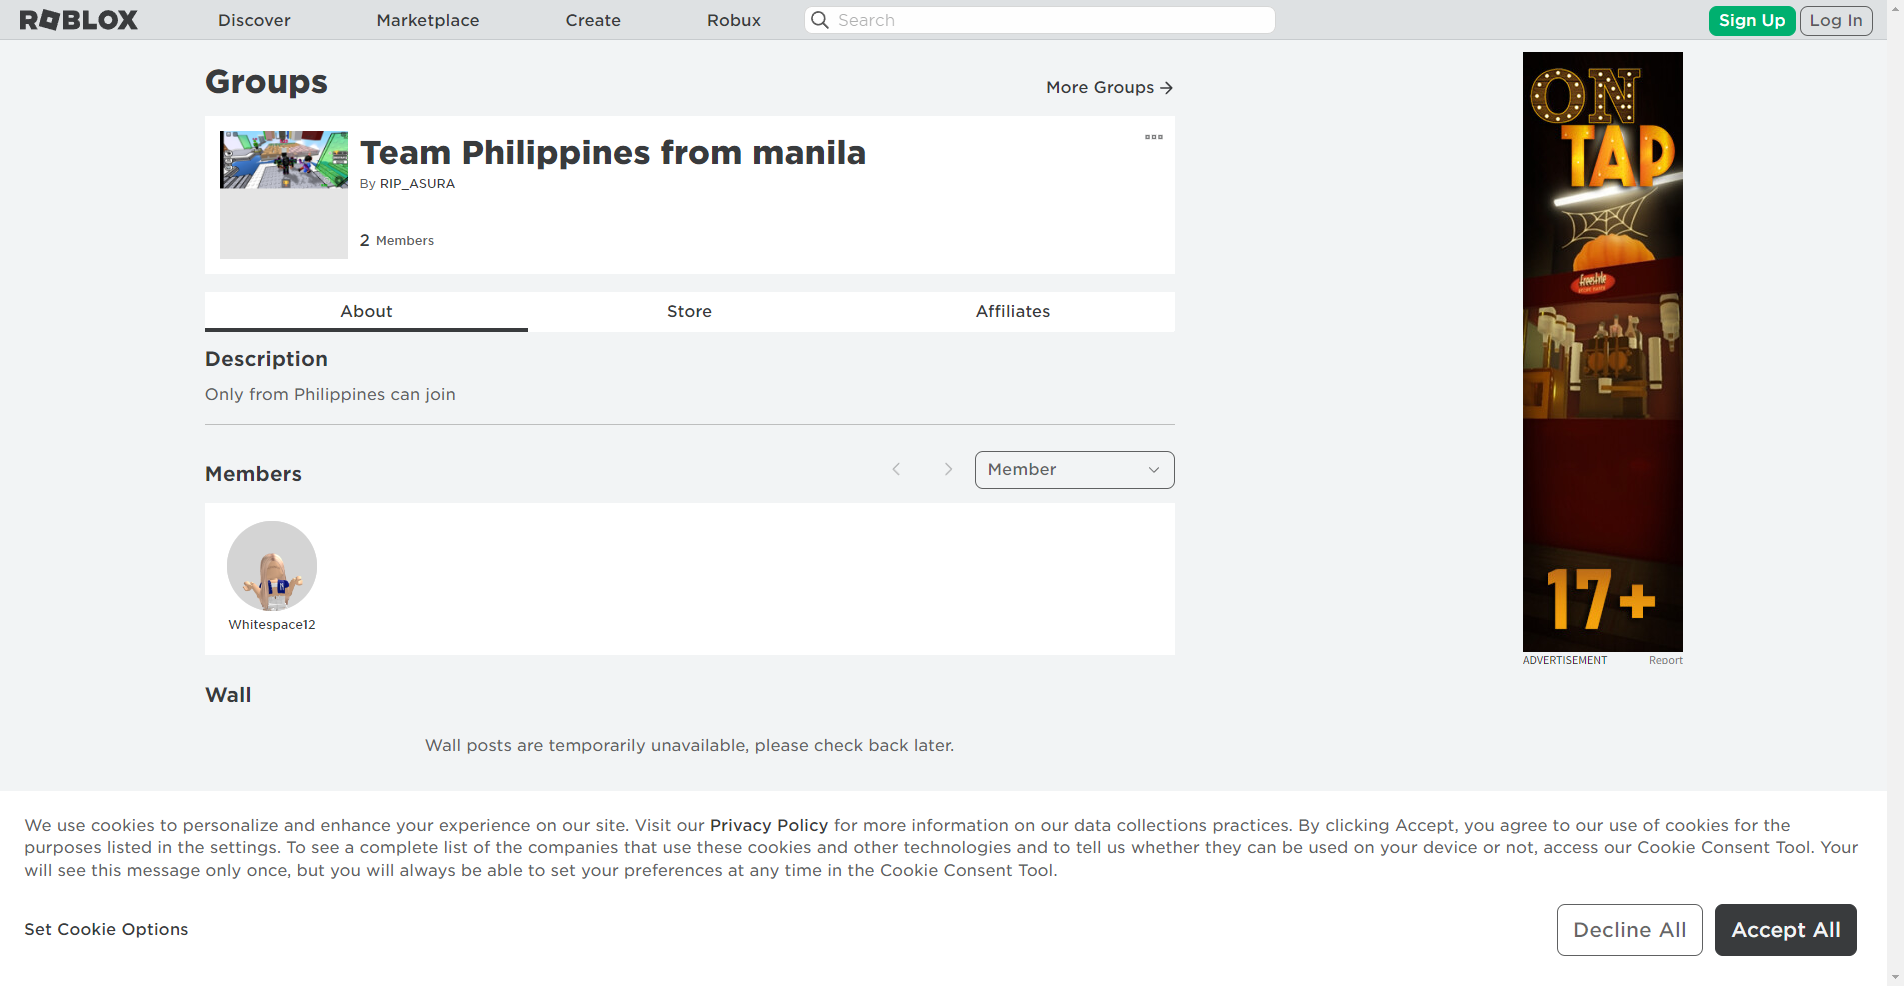 ROBLOX
Discover
Marketplace
Create
Robux
Search
Sign Up
Log In
Groups
More Groups
Team Philippines from manila
By RIP_ASURA
2 Members
About
Store
Affiliates
Description
Only from Philippines can join
Members
Member
Whitespace12
Wall
Wall posts are temporarily unavailable, please check back later.
ON
TAP
freestyle
17+
ADVERTISEMENT
Report
We use cookies to personalize and enhance your experience on our site. Visit our Privacy Policy for more information on our data collections practices. By clicking Accept, you agree to our use of cookies for the
purposes listed in the settings. To see a complete list of the companies that use these cookies and other technologies and to tell us whether they can be used on your device or not, access our Cookie Consent Tool. Your
will see this message only once, but you will always be able to set your preferences at any time in the Cookie Consent Tool.
Set Cookie Options
Decline All
Accept All